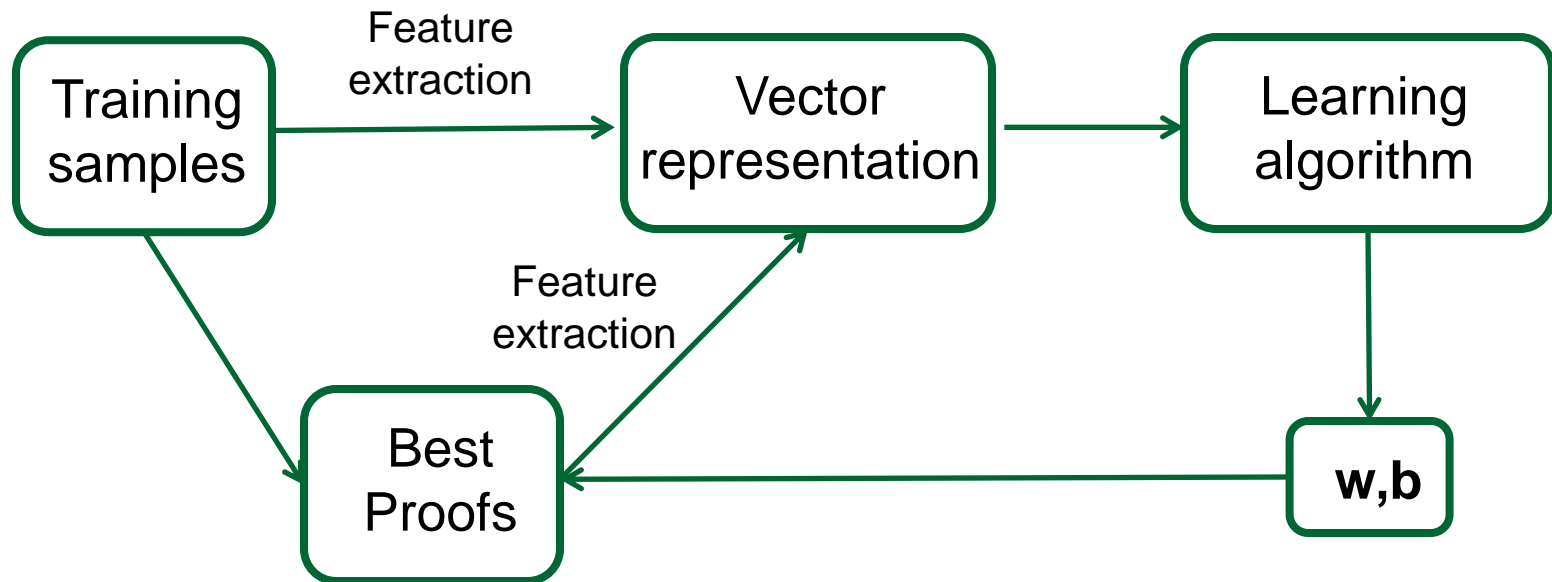 Feature
extraction
Training
samples
Vector
representation
Learning
algorithm
Feature
extraction
Best
Proofs
w,b